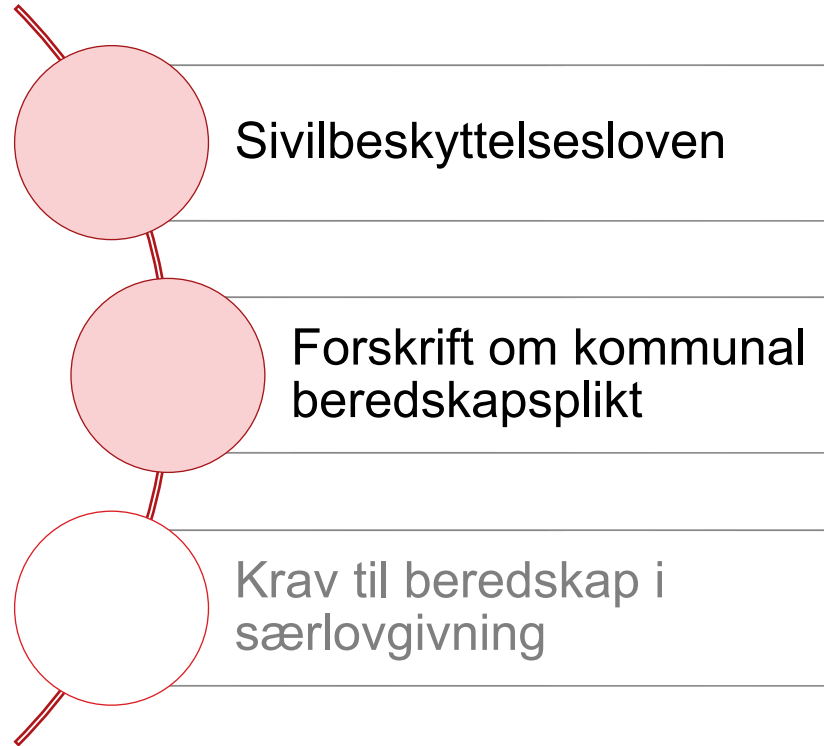 Sivilbeskyttelsesloven
Forskrift om kommunal
beredskapsplikt
Krav til beredskap i
særlovgivning